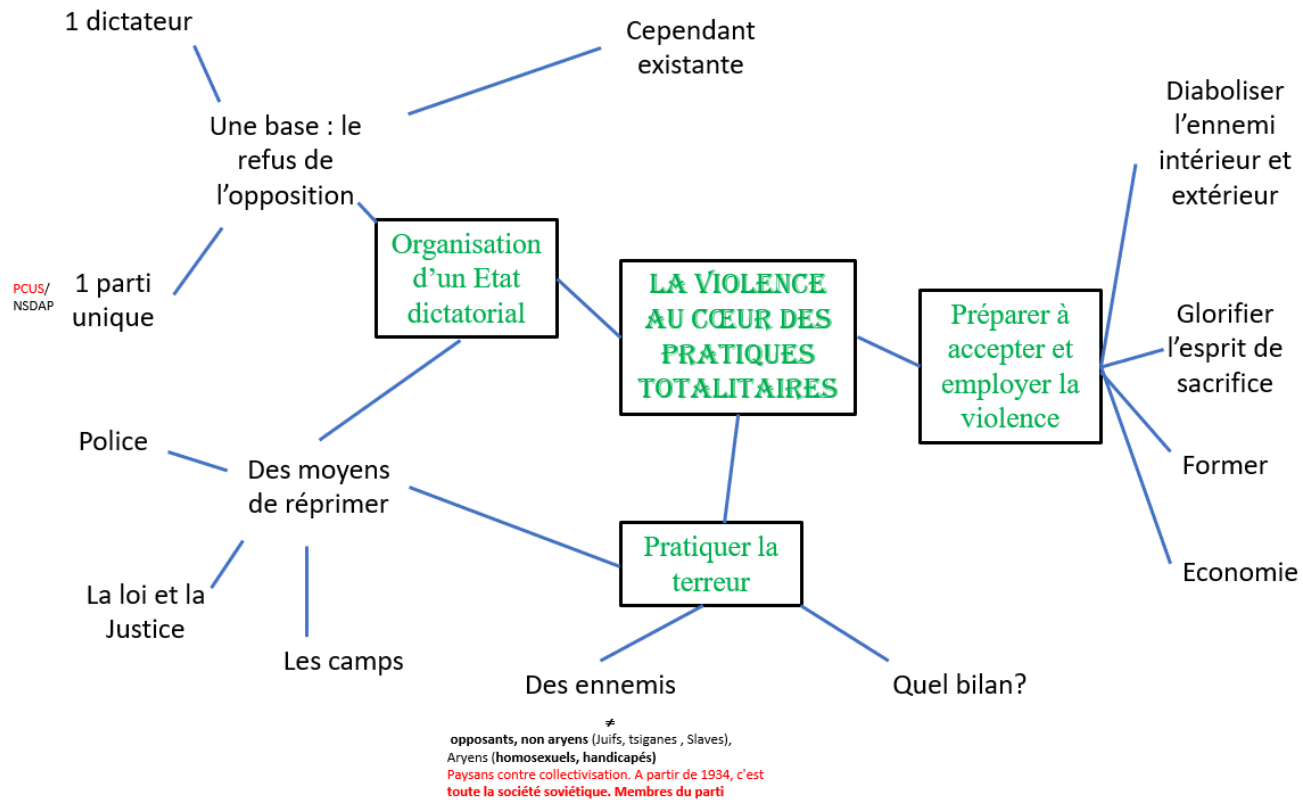 1 dictateur
Cependant
existante
Une base : le
refus de
l’opposition
PCUS/
NSDAP
1 parti
unique
Organisation
d’un Etat
dictatorial
LA VIOLENCE
AU CŒUR DES
PRATIQUES
TOTALITAIRES
Préparer à
accepter et
employer la
violence
Diaboliser
l’ennemi
intérieur et
extérieur
Glorifier
l’esprit de
sacrifice
Former
Economie
Police
Des moyens
de réprimer
La loi et la
Justice
Les camps
Pratiquer la
terreur
Des ennemis
Quel bilan?
≠
opposants, non aryens (Juifs, tsiganes , Slaves),
Aryens (homosexuels, handicapés)
Paysans contre collectivisation. A partir de 1934, c'est
toute la société soviétique. Membres du parti